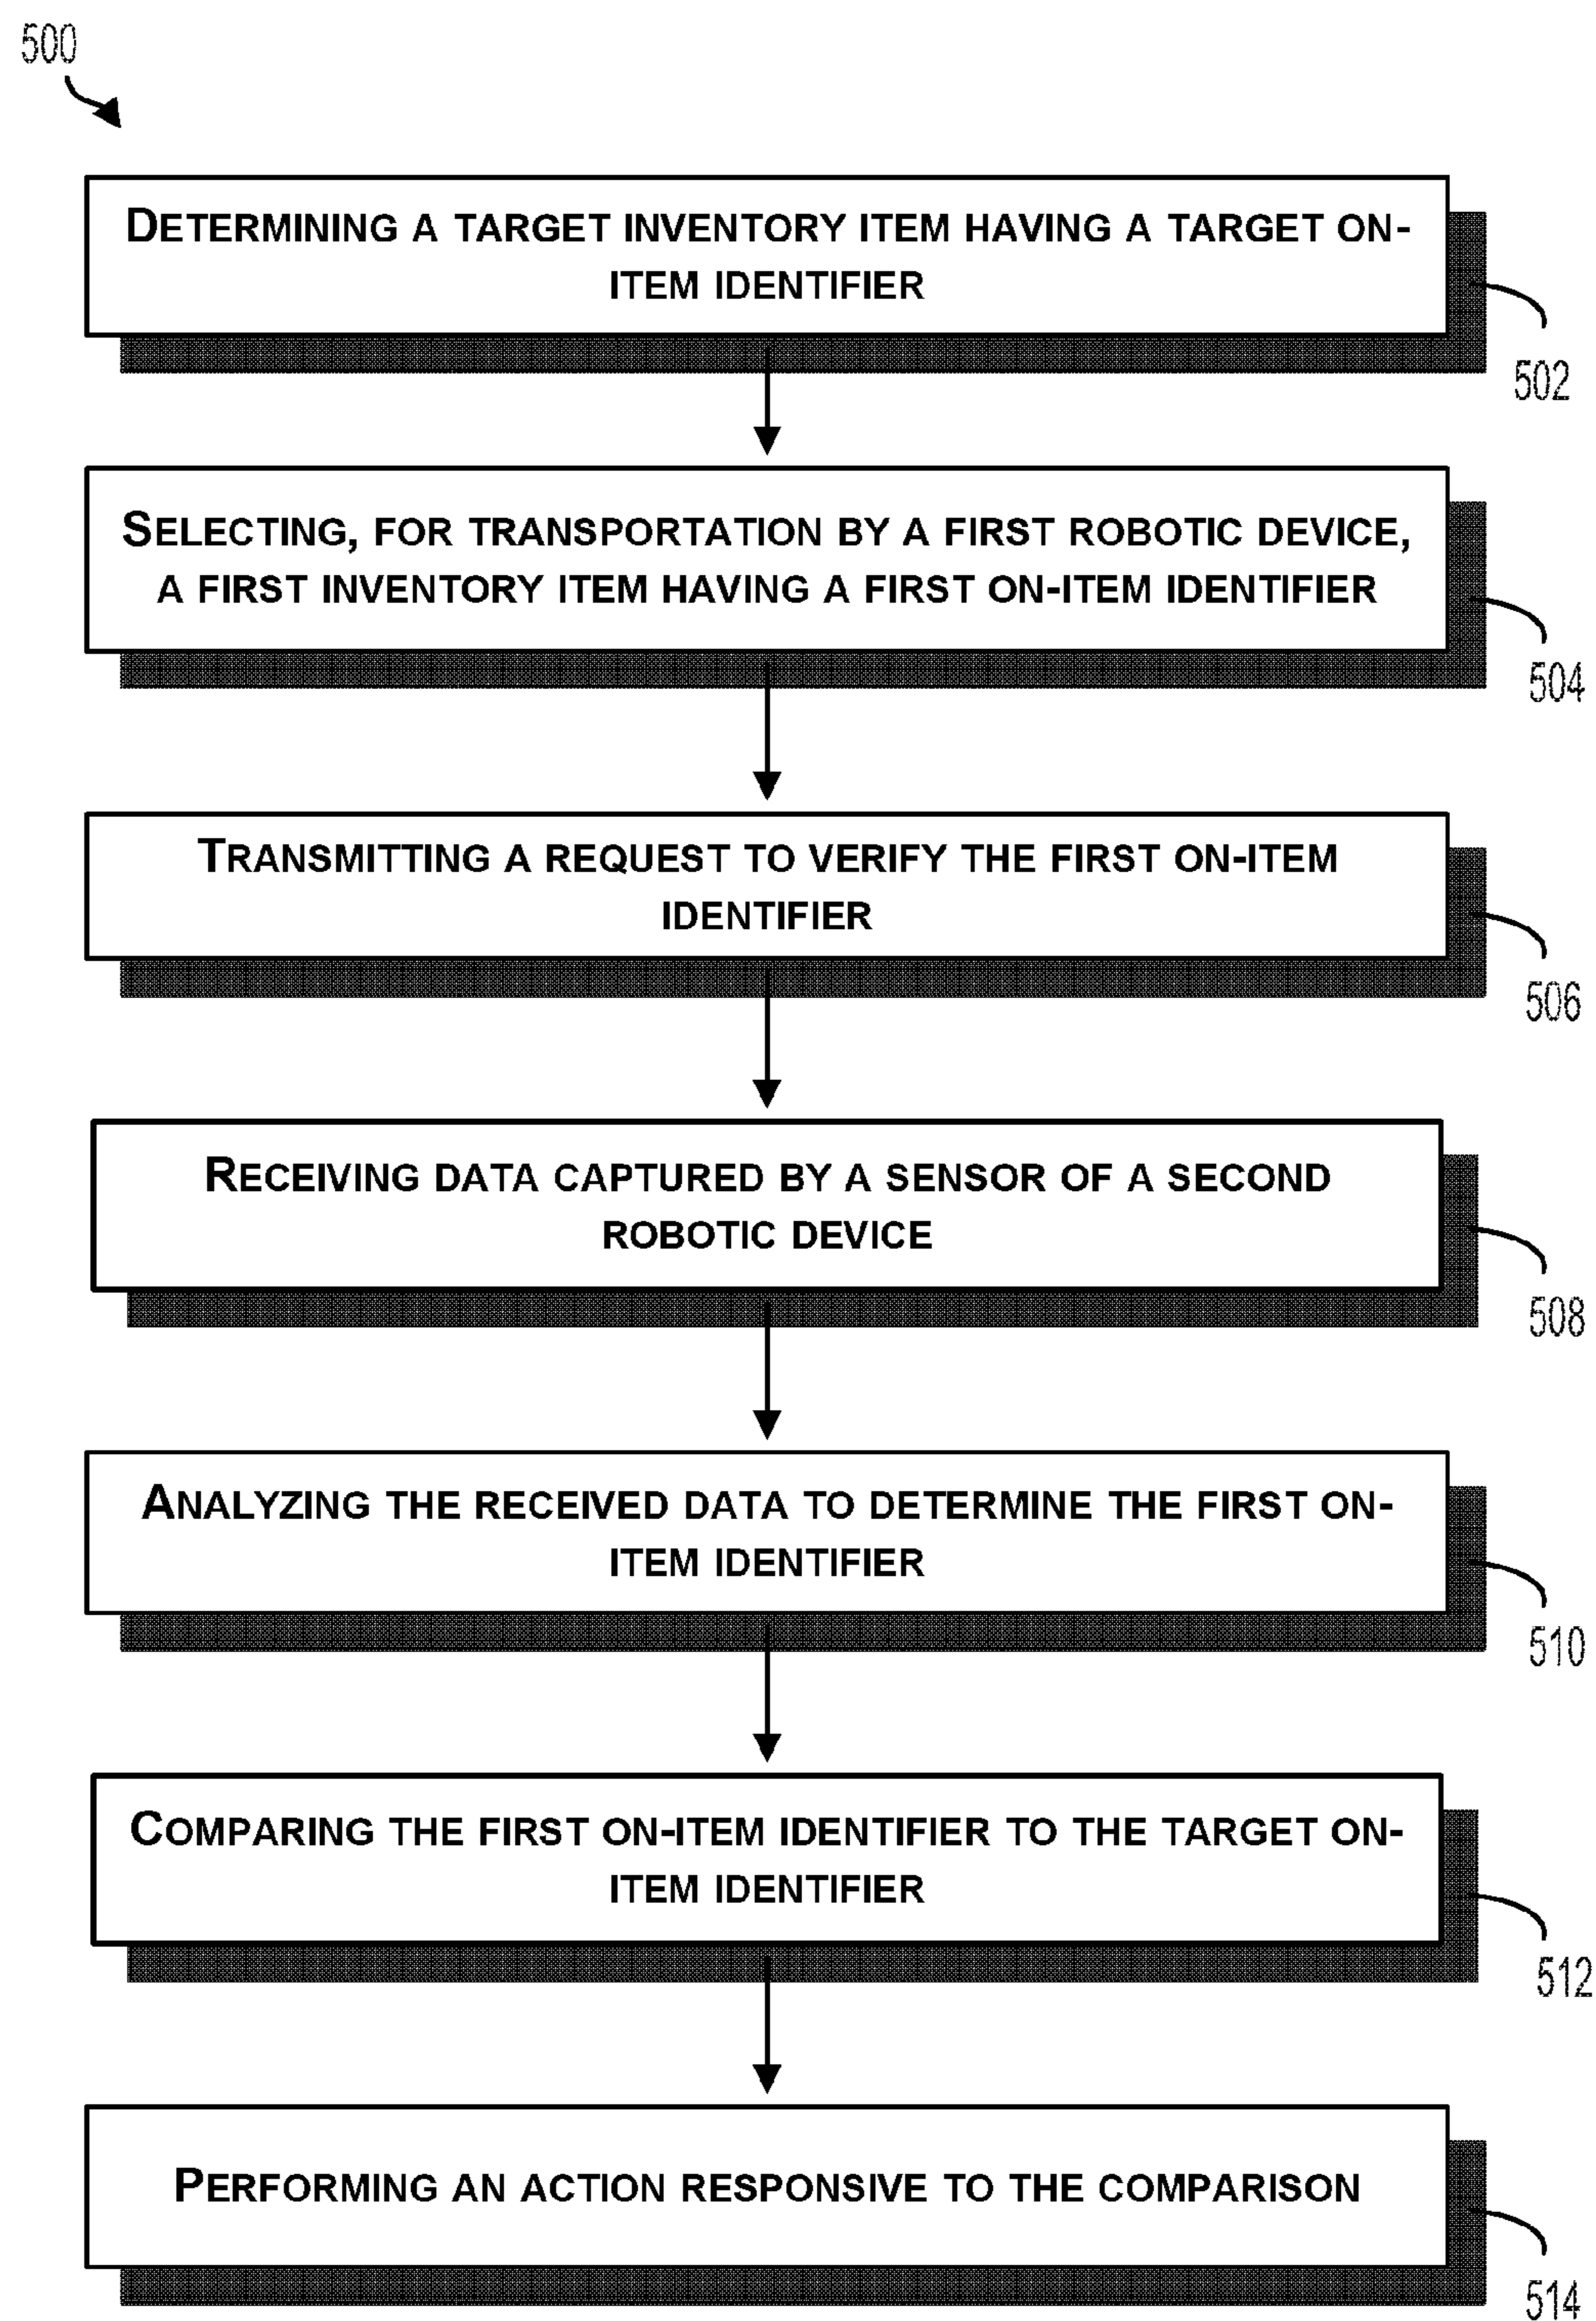 500
DETERMINING A TARGET INVENTORY ITEM HAVING A TARGET ON-
ITEM IDENTIFIER
502
SELECTING, FOR TRANSPORTATION BY A FIRST ROBOTIC DEVICE,
A FIRST INVENTORY ITEM HAVING A FIRST ON-ITEM IDENTIFIER
504
TRANSMITTING A REQUEST TO VERIFY THE FIRST ON-ITEM
IDENTIFIER
506
RECEIVING DATA CAPTURED BY A SENSOR OF A SECOND
ROBOTIC DEVICE
508
ANALYZING THE RECEIVED DATA TO DETERMINE THE FIRST ON-
ITEM IDENTIFIER
510
COMPARING THE FIRST ON-ITEM IDENTIFIER TO THE TARGET ON-
ITEM IDENTIFIER
512
PERFORMING AN ACTION RESPONSIVE TO THE COMPARISON
514